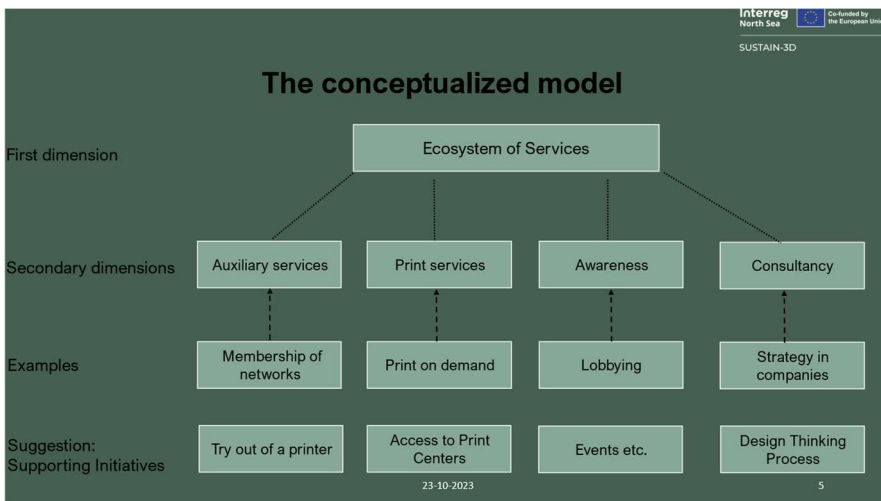 Interreg
North Sea
Co-funded by
the European Uni
SUSTAIN-3D
The conceptualized model
First dimension
Ecosystem of Services
Secondary dimensions
Auxiliary services
Print services
Awareness
Consultancy
Examples
Membership of
networks
Print on demand
Lobbying
Strategy in
companies
Suggestion:
Supporting Initiatives
Try out of a printer
Access to Print
Centers
Events etc.
Design Thinking
Process
23-10-2023
5